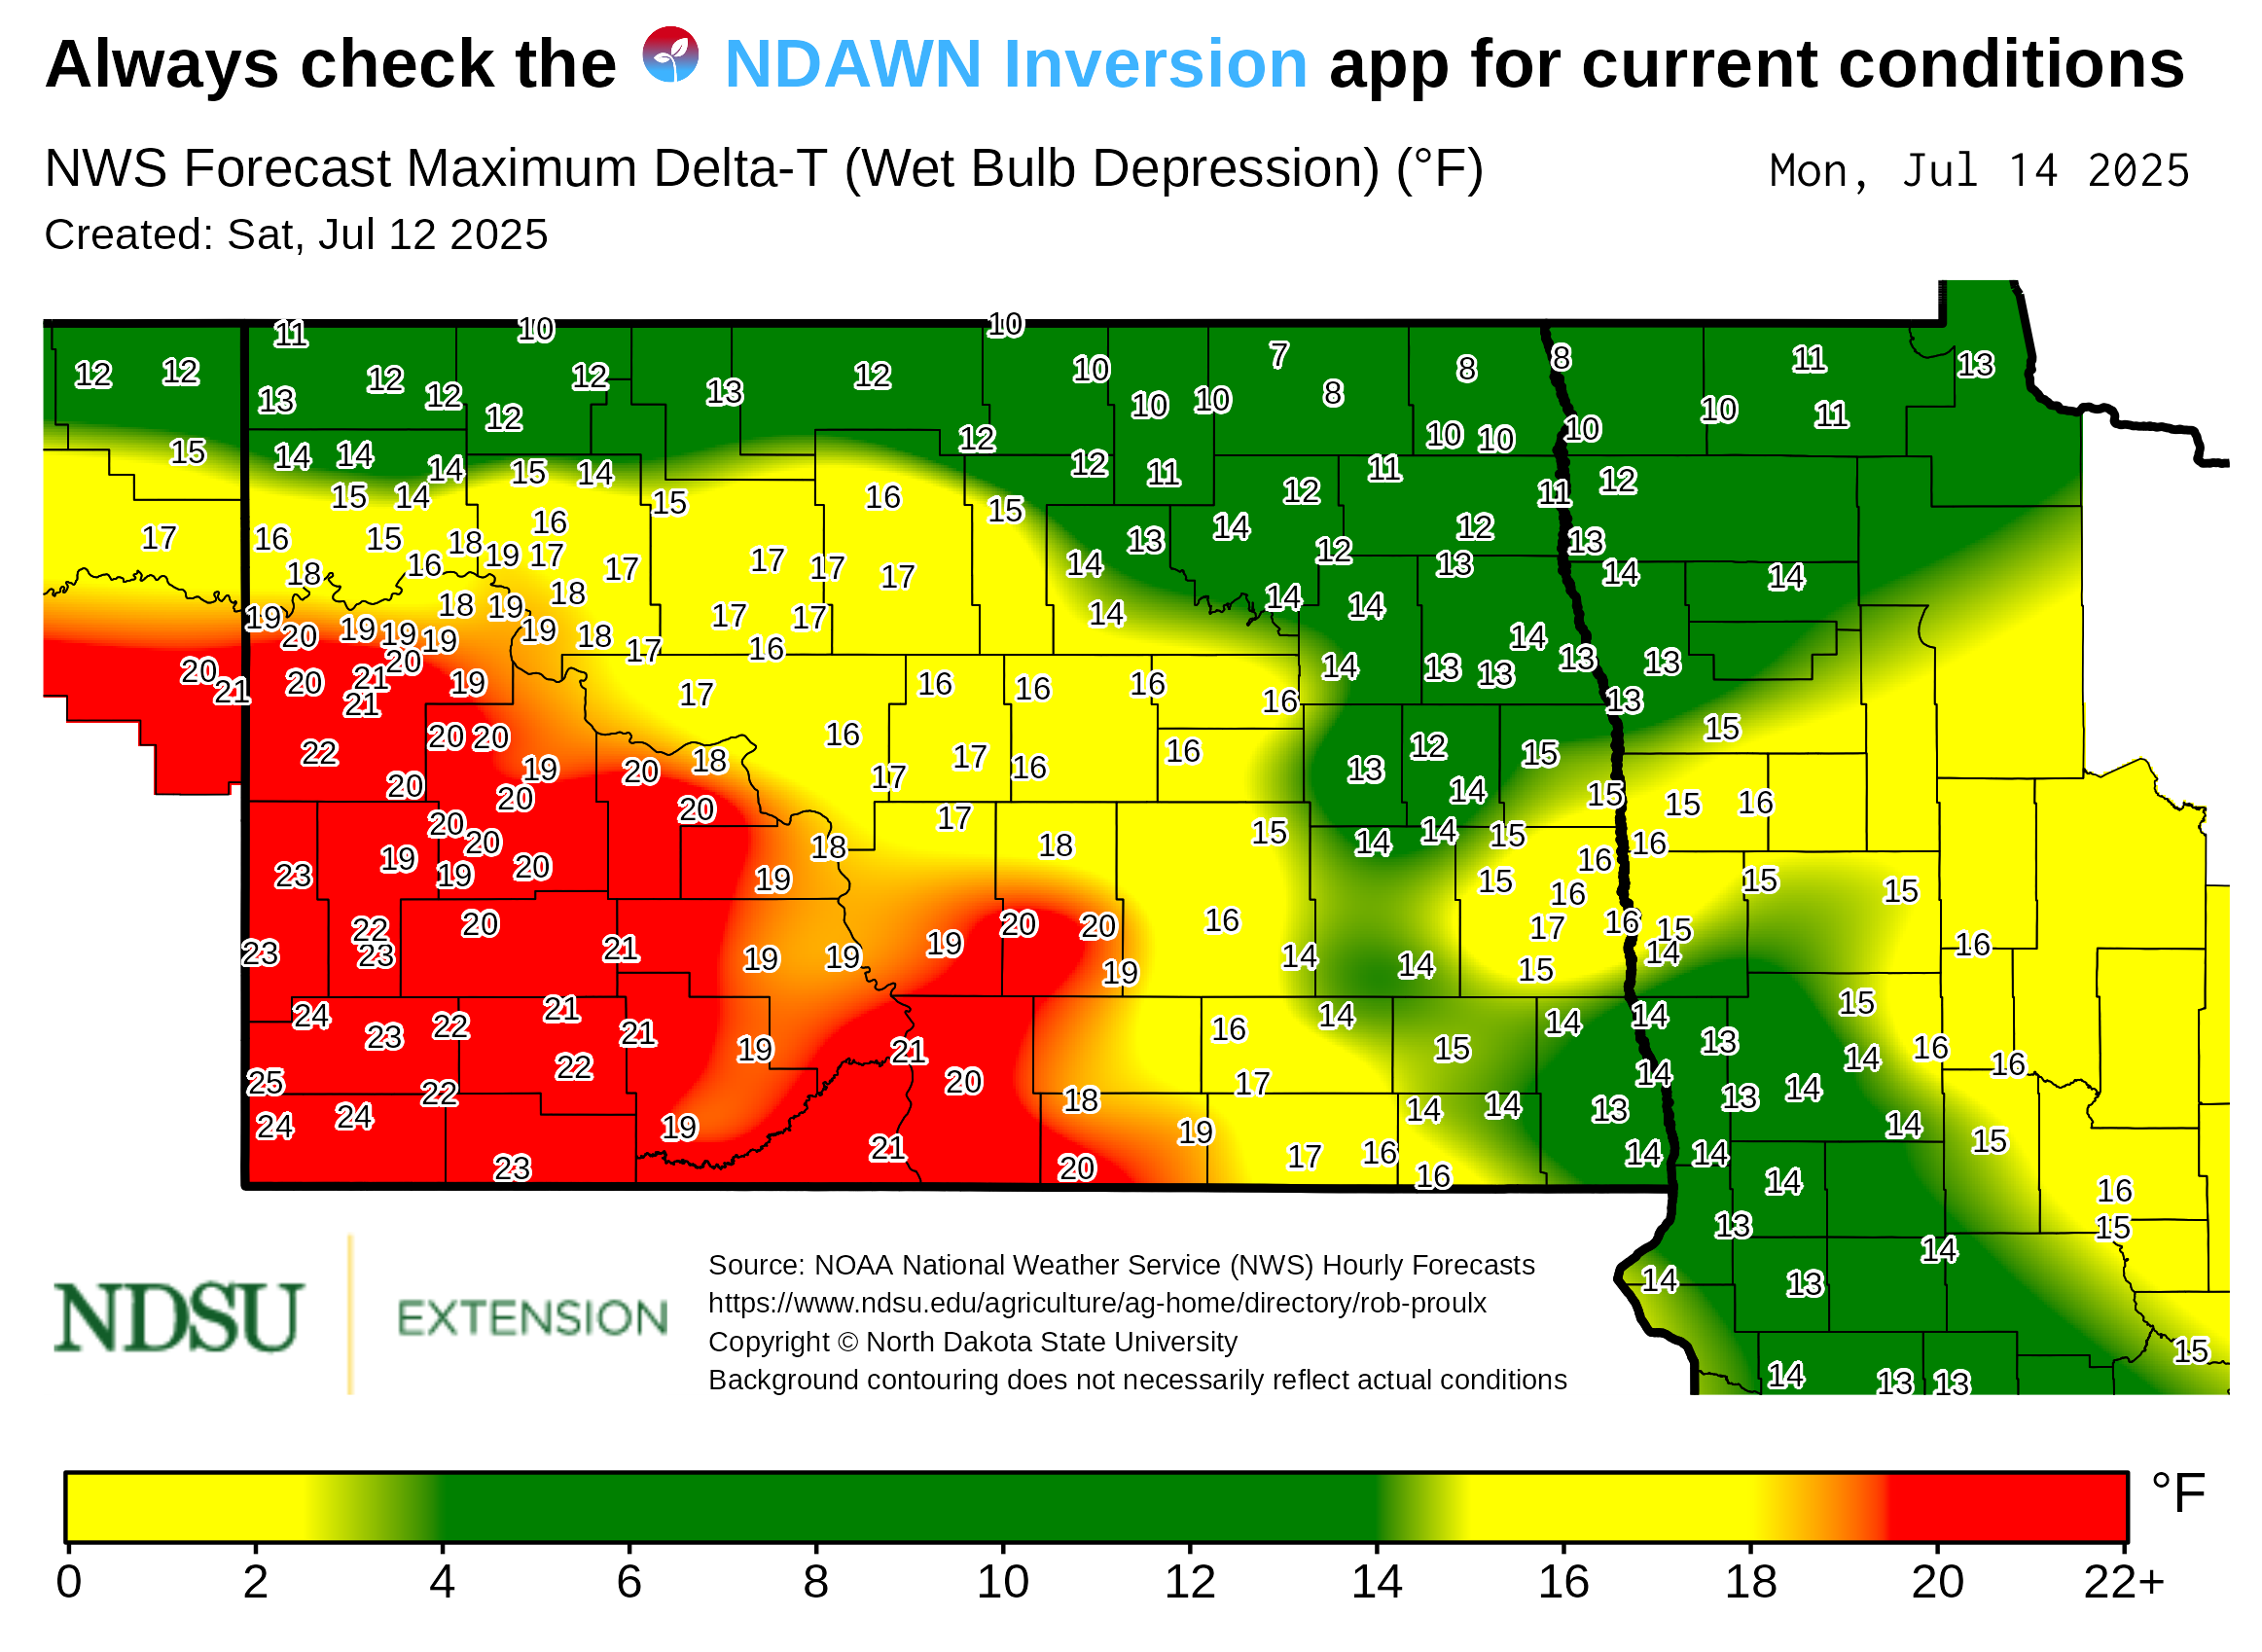 Always check the NDAWN Inversion app for current conditions
NWS Forecast Maximum Delta-T (Wet Bulb Depression) (°F) Mon, Jul 14 2025
Created: Sat, Jul 12 2025
11 10 10
12 12 13 12 12 12 12 13 12 10 7 8 8 11 13
12 10 10 8 10 10 10 10 11
15 14 14 14 15 14 12 12 11 11
15 14 15 16 15 12 11 12
17 16 15 18 16 19 17 17 17 17 17 13 14 12 12 13 13
18 16 18 14 14 14
19 20 19 19 19 18 19 19 18 17 17 17 16 14 14 14
20 21 20 21 20 21 19 17 16 16 16 16 14 13 13 14 13 13 13
22 20 20 19 20 18 16 17 17 16 16 13 12 15 15
20 20 20 14 15 15 16
20 20 19 19 20 18 17 18 15 14 14 15 16 16
23 19 15 16 15 15
22 23 23 20 21 19 19 19 20 20 19 16 14 14 17 15 16 15 14 16
24 23 22 21 21 22 19 21 16 14 15 14 14 13 15
25 24 24 22 19 20 18 17 14 14 13 14 13 14 14 16 16
23 21 20 19 17 16 16 14 14 14 15
14 13 16 15
14 13 14
14 13 13 15
NDSU EXTENSION
Source: NOAA National Weather Service (NWS) Hourly Forecasts
https://www.ndsu.edu/agriculture/ag-home/directory/rob-proulx
Copyright © North Dakota State University
Background contouring does not necessarily reflect actual conditions
°F
0 2 4 6 8 10 12 14 16 18 20 22+